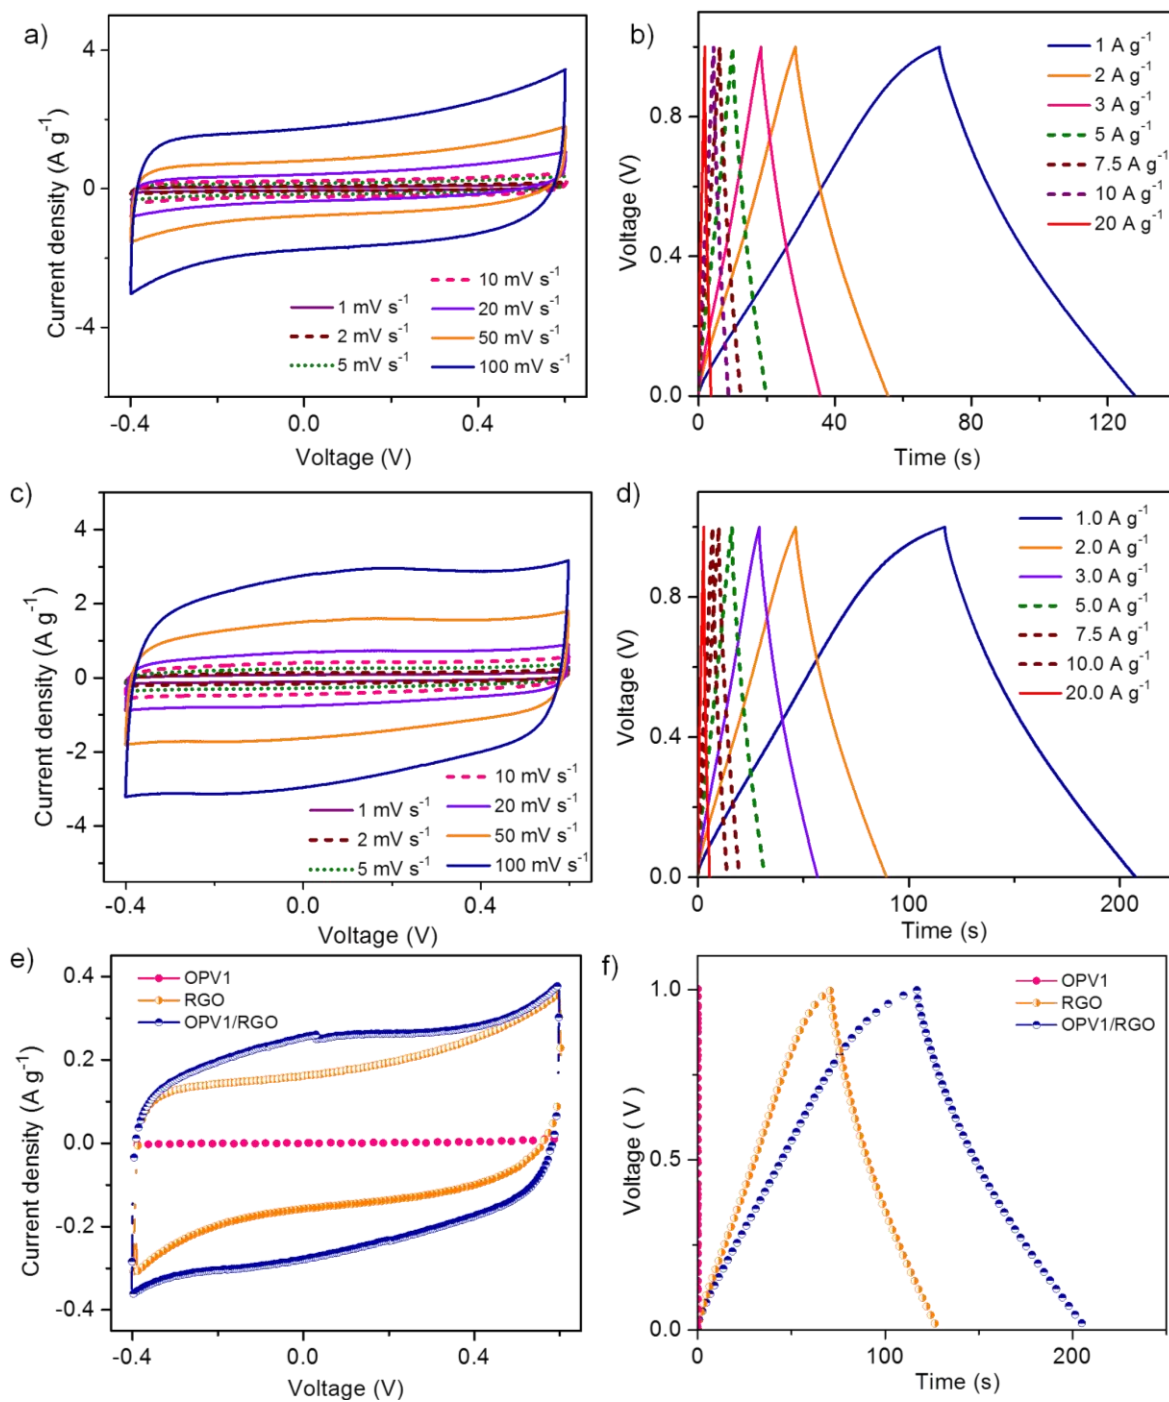 a)
4
0
-4
Current density (A g⁻¹)
10 mV s⁻¹
1 mV s⁻¹
20 mV s⁻¹
2 mV s⁻¹
50 mV s⁻¹
5 mV s⁻¹
100 mV s⁻¹
-0.4
0.0
0.4
Voltage (V)
b)
1 A g⁻¹
2 A g⁻¹
3 A g⁻¹
5 A g⁻¹
7.5 A g⁻¹
10 A g⁻¹
20 A g⁻¹
0.8
0.4
0.0
Voltage (V)
0
40
80
120
Time (s)
c)
4
2
0
-2
-4
Current density (A g⁻¹)
10 mV s⁻¹
1 mV s⁻¹
20 mV s⁻¹
2 mV s⁻¹
50 mV s⁻¹
5 mV s⁻¹
100 mV s⁻¹
-0.4
0.0
0.4
Voltage (V)
d)
1.0 A g⁻¹
2.0 A g⁻¹
3.0 A g⁻¹
5.0 A g⁻¹
7.5 A g⁻¹
10.0 A g⁻¹
20.0 A g⁻¹
0.8
0.4
0.0
Voltage (V)
0
100
200
Time (s)
e)
OPV1
RGO
OPV1/RGO
0.4
0.2
0.0
-0.2
-0.4
Current density (A g⁻¹)
-0.4
0.0
0.4
Voltage (V)
f)
OPV1
RGO
OPV1/RGO
1.0
0.5
0.0
Voltage ( V )
0
100
200
Time (s)